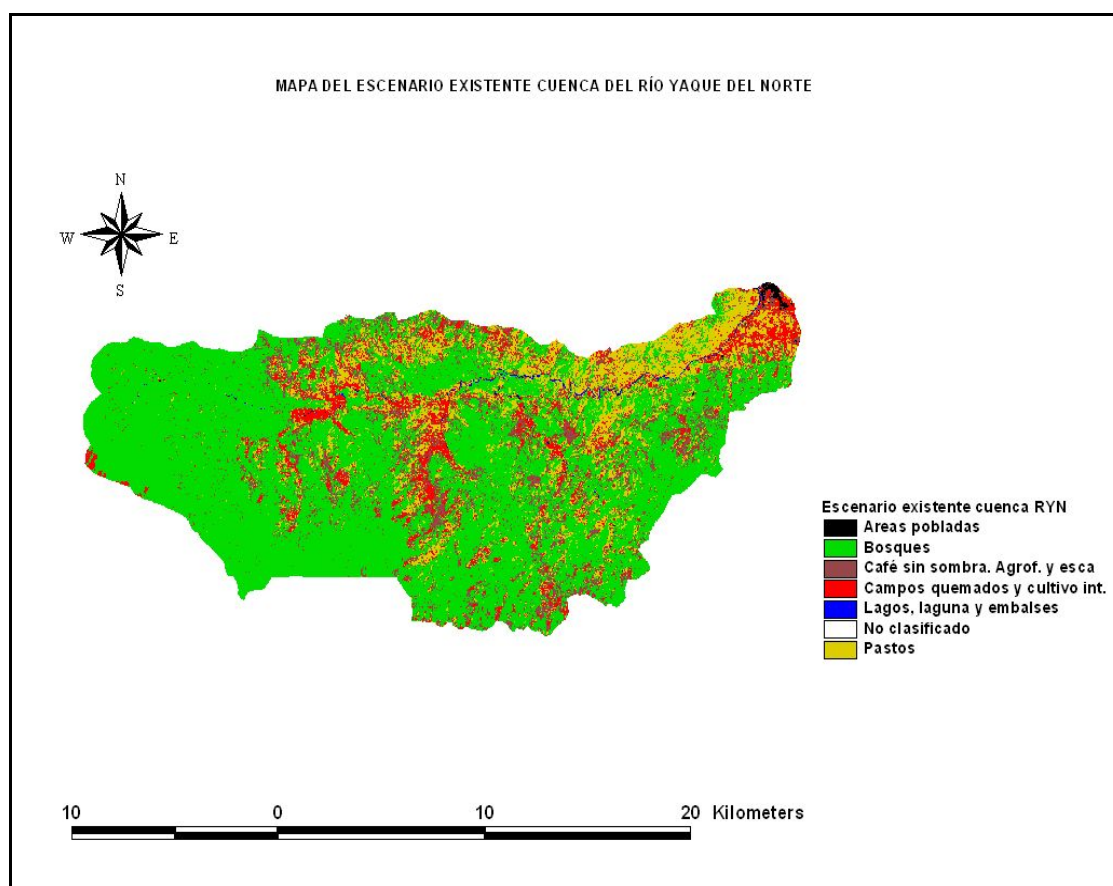 MAPA DEL ESCENARIO EXISTENTE CUENCA DEL RÍO YAQUE DEL NORTE
N
W E
S
Escenario existente cuenca RYN
Areas pobladas
Bosques
Café sin sombra. Agrof. y esca
Campos quemados y cultivo int.
Lagos, laguna y embalses
No clasificado
Pastos
10 0 10 20 Kilometers